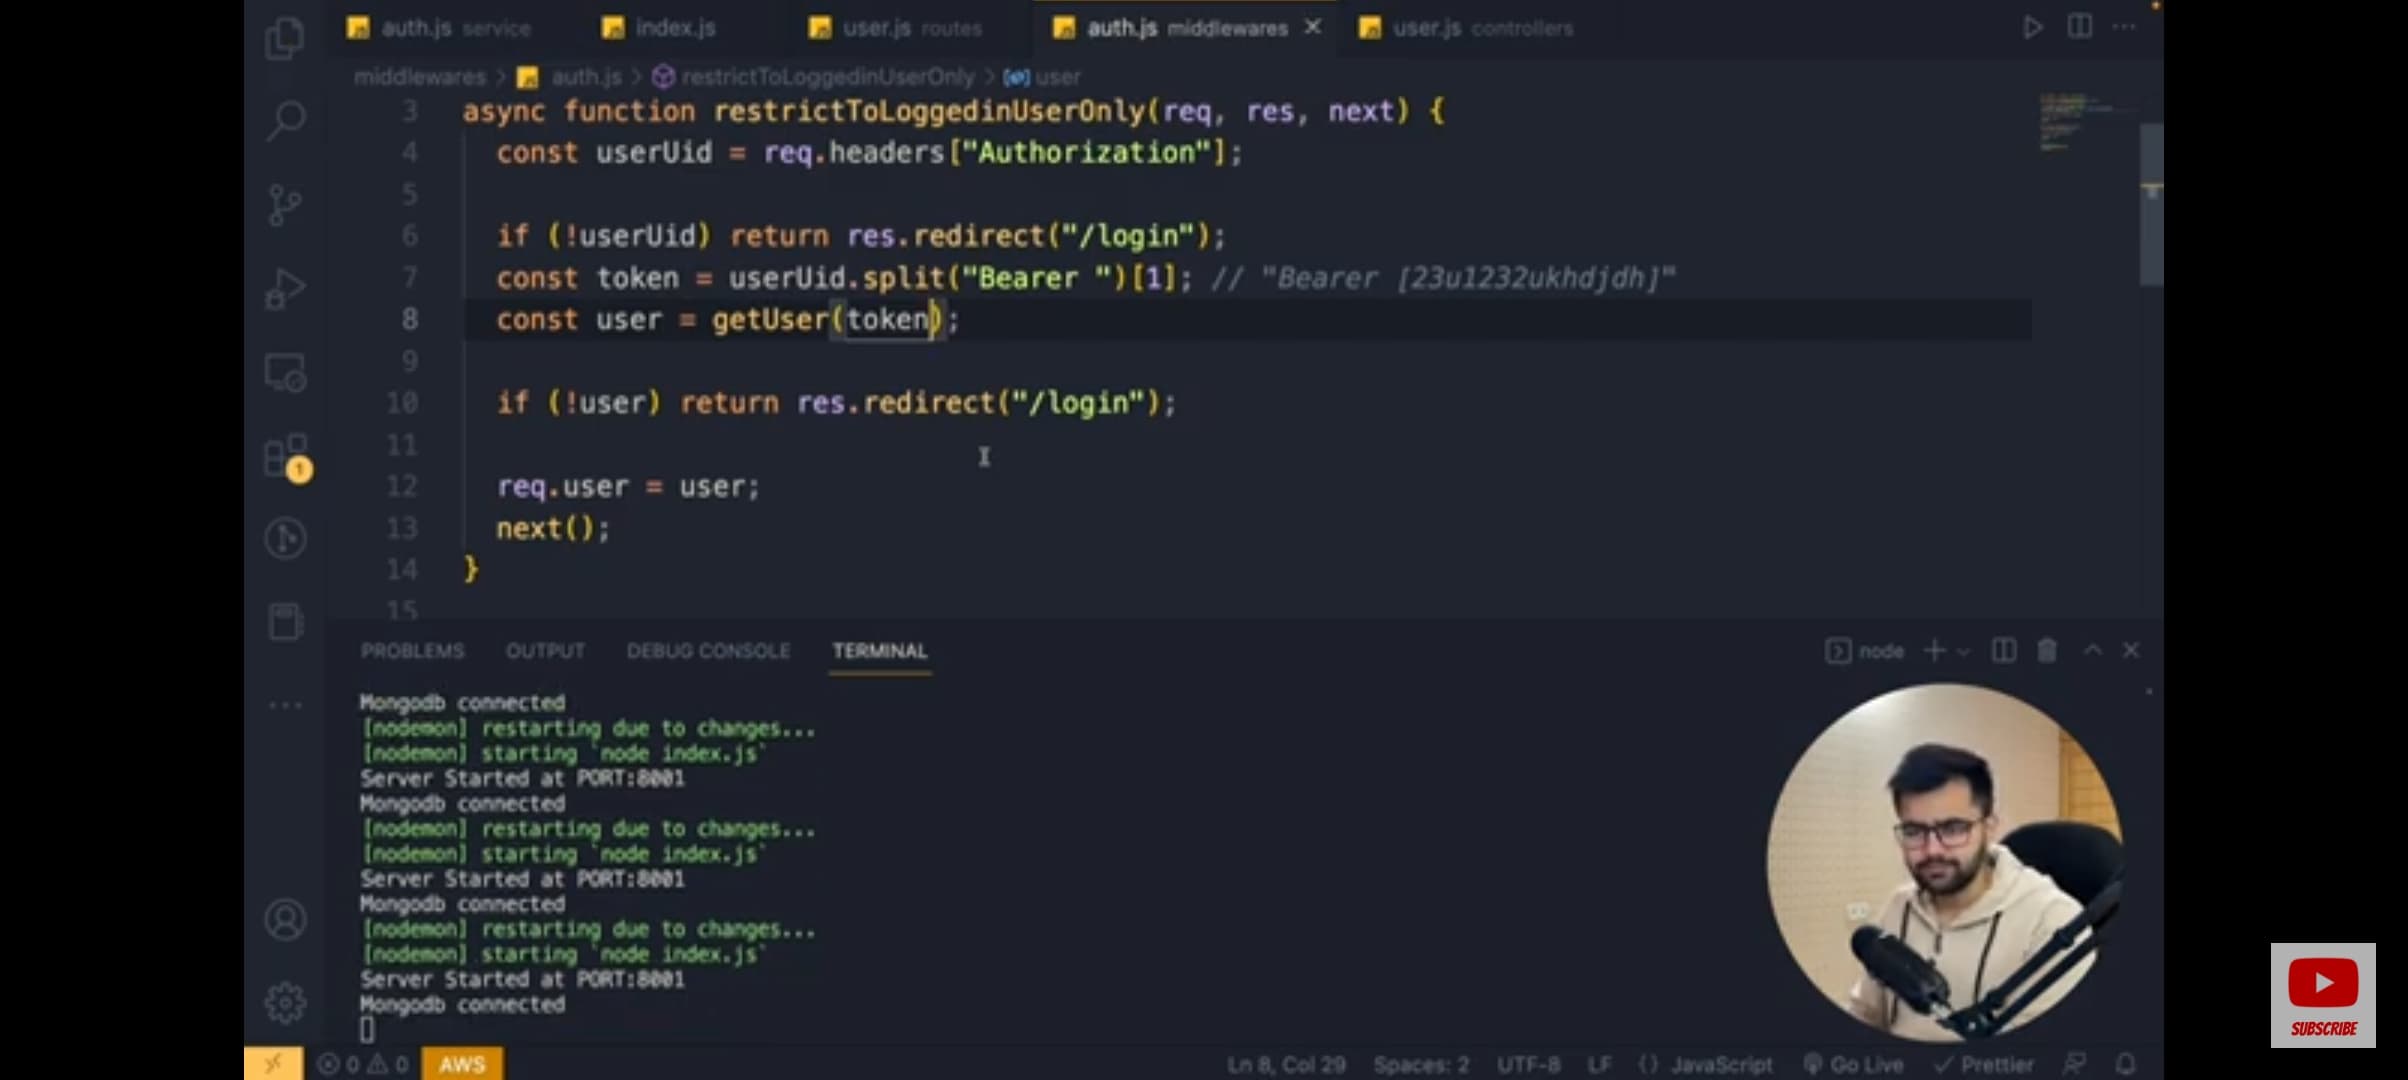 auth.js service index.js user.js routes auth.js middlewares user.js controllers
middlewares > auth.js > restrictToLoggedinUserOnly > user
3 async function restrictToLoggedinUserOnly(req, res, next) {
4 const userUid = req.headers["Authorization"];
5
6 if (!userUid) return res.redirect("/login");
7 const token = userUid.split("Bearer ")[1]; // "Bearer [23u1232ukhdjdh]"
8 const user = getUser(token);
9
10 if (!user) return res.redirect("/login");
11
12 req.user = user;
13 next();
14 }
15
PROBLEMS OUTPUT DEBUG CONSOLE TERMINAL node
Mongodb connected
[nodemon] restarting due to changes...
[nodemon] starting `node index.js`
Server Started at PORT:8001
Mongodb connected
[nodemon] restarting due to changes...
[nodemon] starting `node index.js`
Server Started at PORT:8001
Mongodb connected
[nodemon] restarting due to changes...
[nodemon] starting `node index.js`
Server Started at PORT:8001
Mongodb connected
1
0 0 AWS Ln 8, Col 29 Spaces: 2 UTF-8 LF {} JavaScript Go Live Prettier
SUBSCRIBE